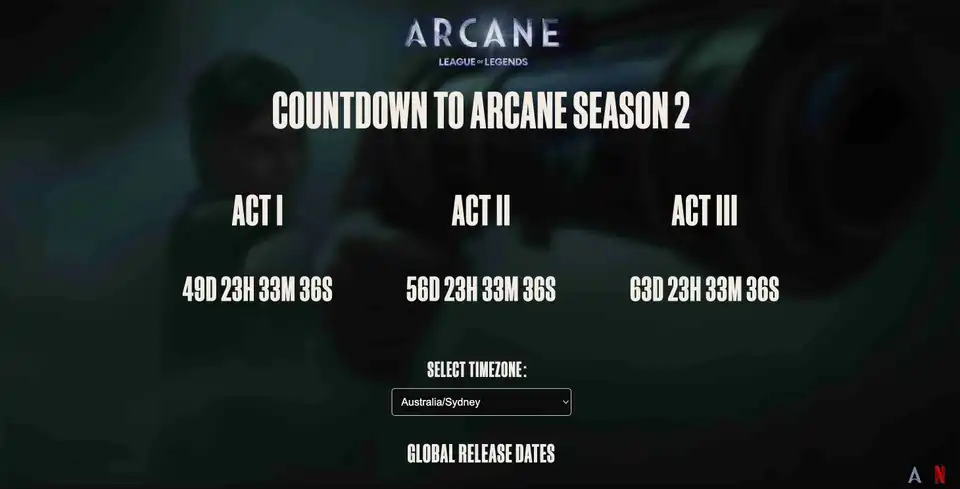 ARCANE
LEAGUE OF LEGENDS
COUNTDOWN TO ARCANE SEASON 2
ACT I
ACT II
ACT III
49D 23H 33M 36S
56D 23H 33M 36S
63D 23H 33M 36S
SELECT TIMEZONE:
Australia/Sydney
GLOBAL RELEASE DATES
A N